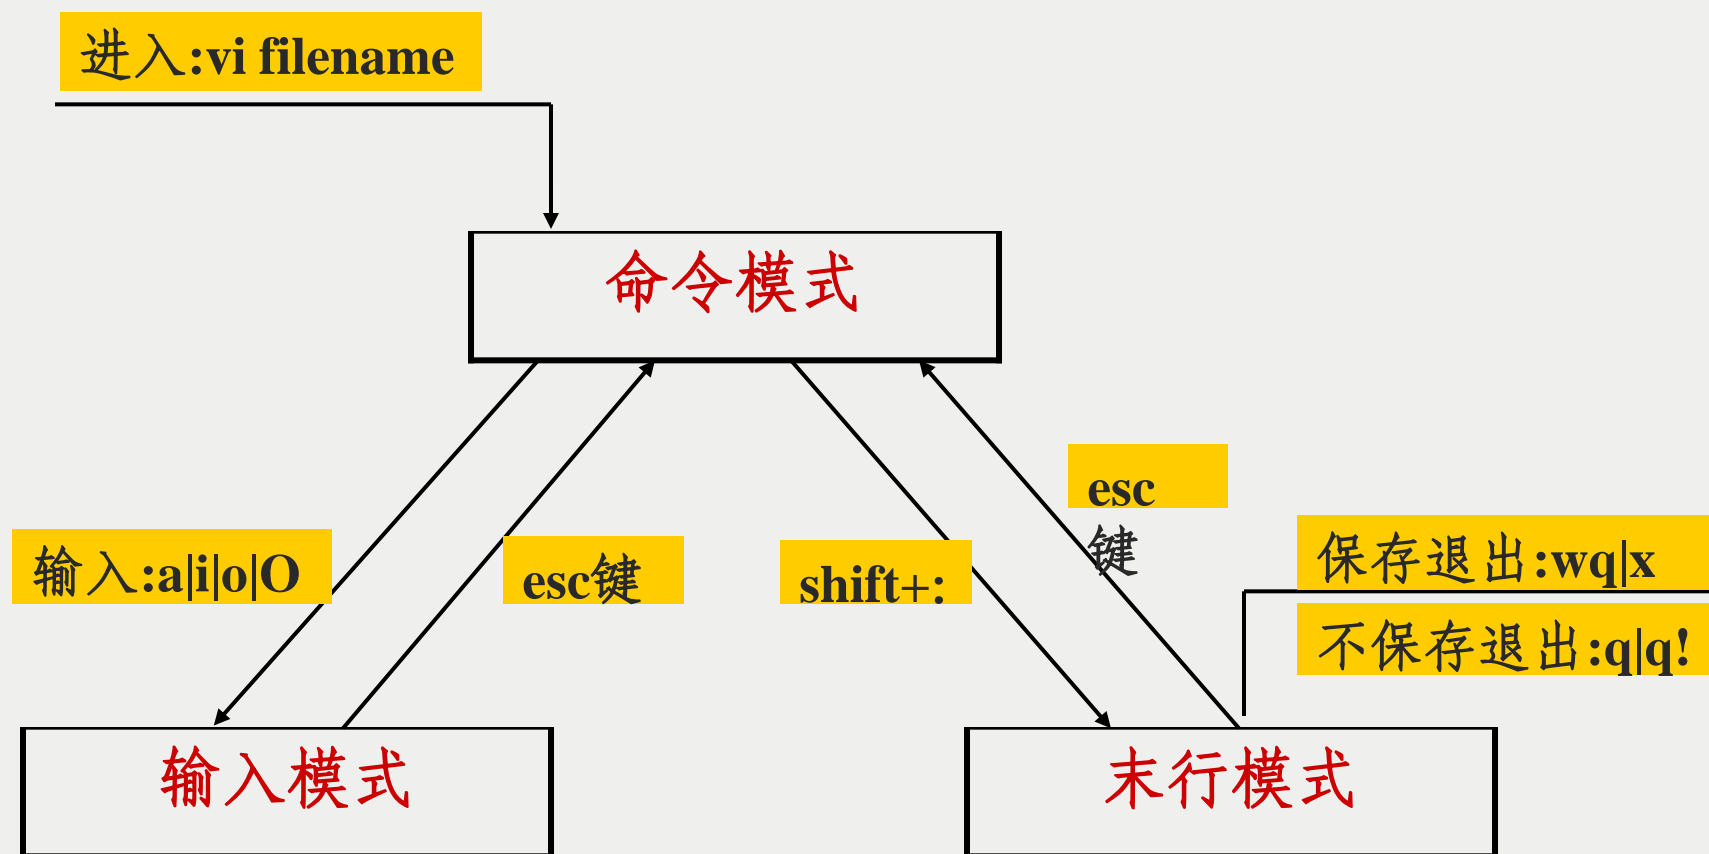 进入:vi filename
命令模式
esc
键
输入:a|i|o|O
esc键
shift+:
保存退出:wq|x
不保存退出:q|q!
输入模式
末行模式